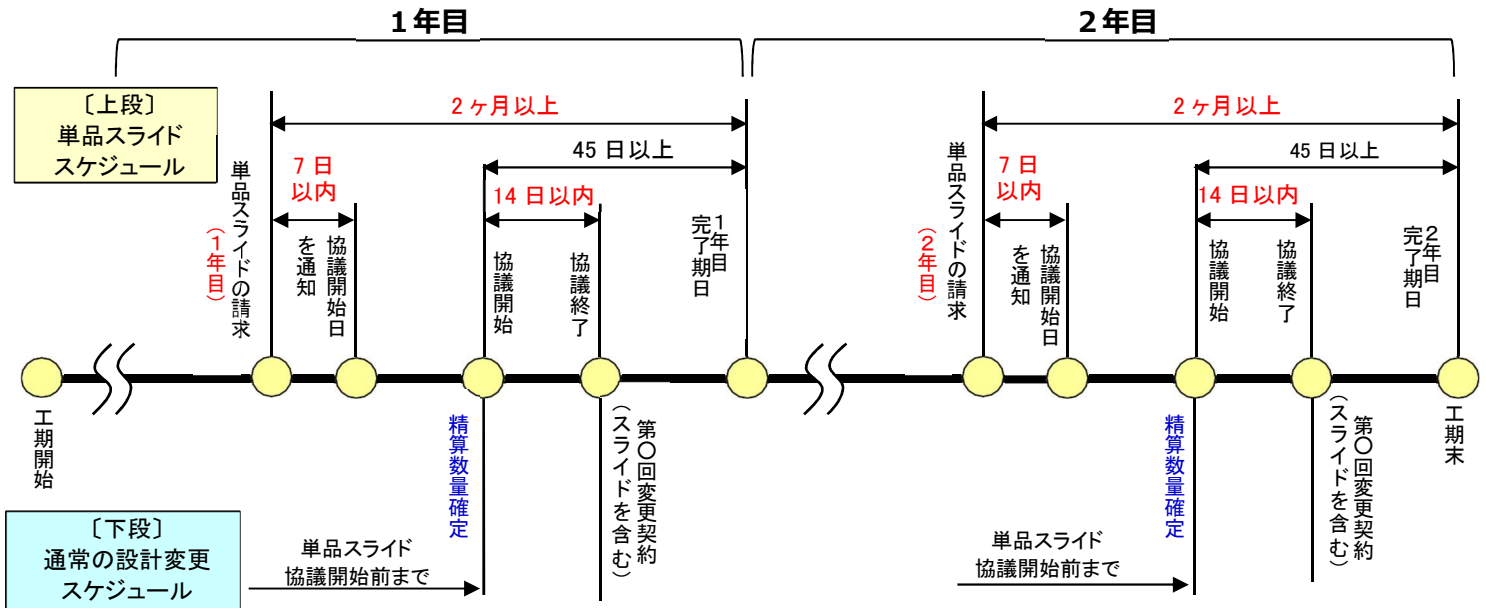 1年目
2年目
〔上段〕
単品スライド
スケジュール
2ヶ月以上
45日以上
7日
以内
14日以内
単品スライドの請求
（１年目）
協議開始日
を通知
協議開始
協議終了
１年目
完了期日
2ヶ月以上
45日以上
7日
以内
14日以内
単品スライドの請求
（２年目）
協議開始日
を通知
協議開始
協議終了
２年目
完了期日
工期開始
精算数量確定
第〇回変更契約
（スライドを含む）
精算数量確定
第〇回変更契約
（スライドを含む）
工期末
〔下段〕
通常の設計変更
スケジュール
単品スライド
協議開始前まで
単品スライド
協議開始前まで